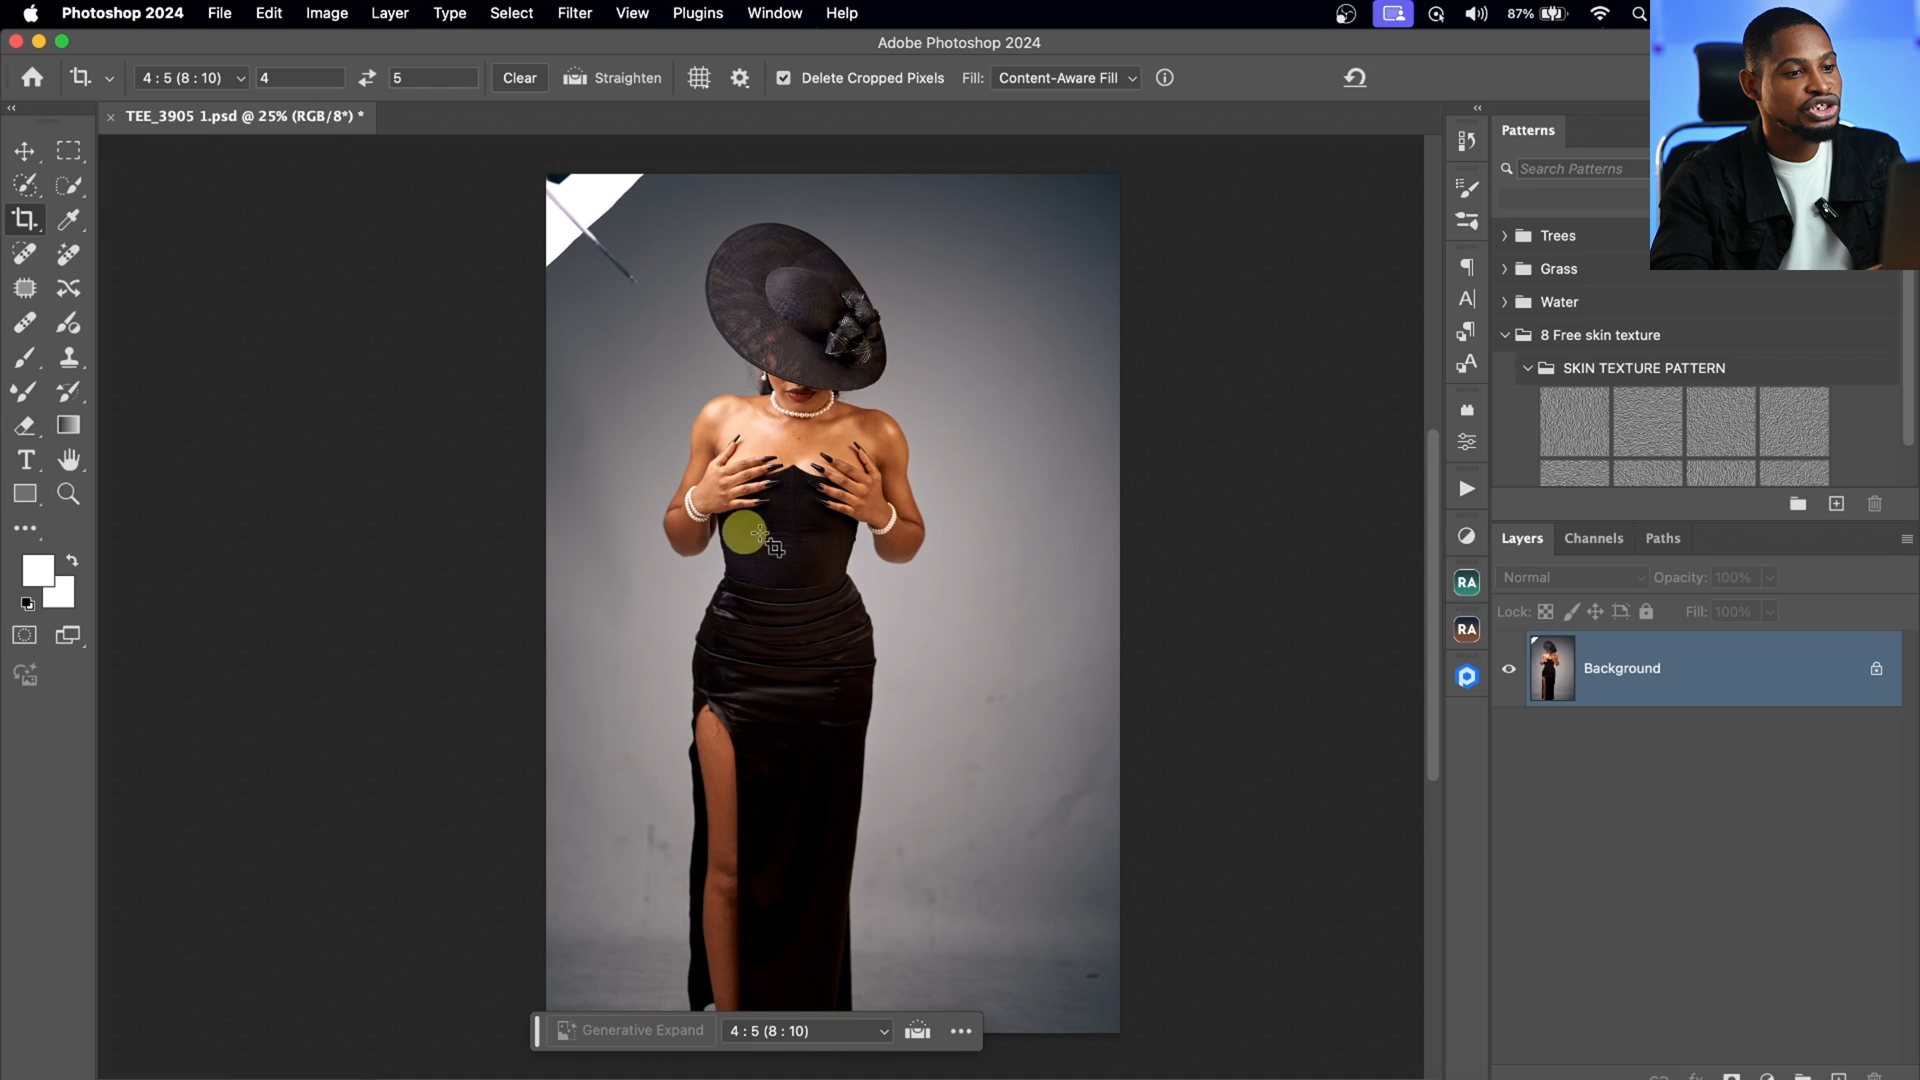 Photoshop 2024 File Edit Image Layer Type Select Filter View Plugins Window Help 87%
Adobe Photoshop 2024
4 : 5 (8 : 10) 4 5 Clear Straighten Delete Cropped Pixels Fill: Content-Aware Fill
TEE_3905 1.psd @ 25% (RGB/8*) *
Patterns
Search Patterns
Trees
Grass
Water
8 Free skin texture
SKIN TEXTURE PATTERN
Layers Channels Paths
Normal Opacity: 100%
Lock: Fill: 100%
Background
RA
RA
Generative Expand 4 : 5 (8 : 10)